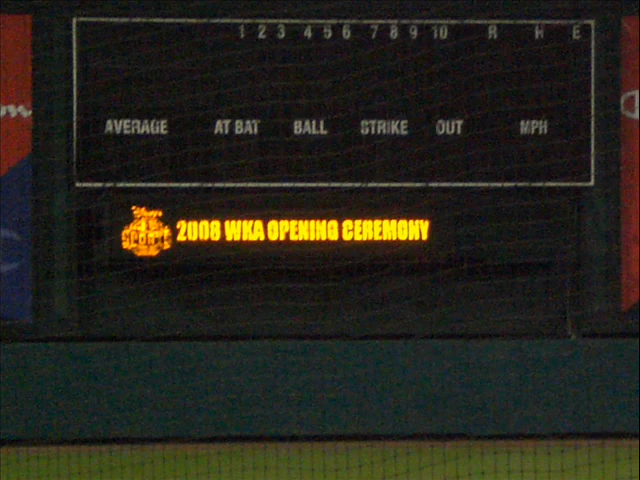 1 2 3 4 5 6 7 8 9 10 R H E
AVERAGE AT BAT BALL STRIKE OUT MPH
SPORTS 2008 WKA OPENING CEREMONY